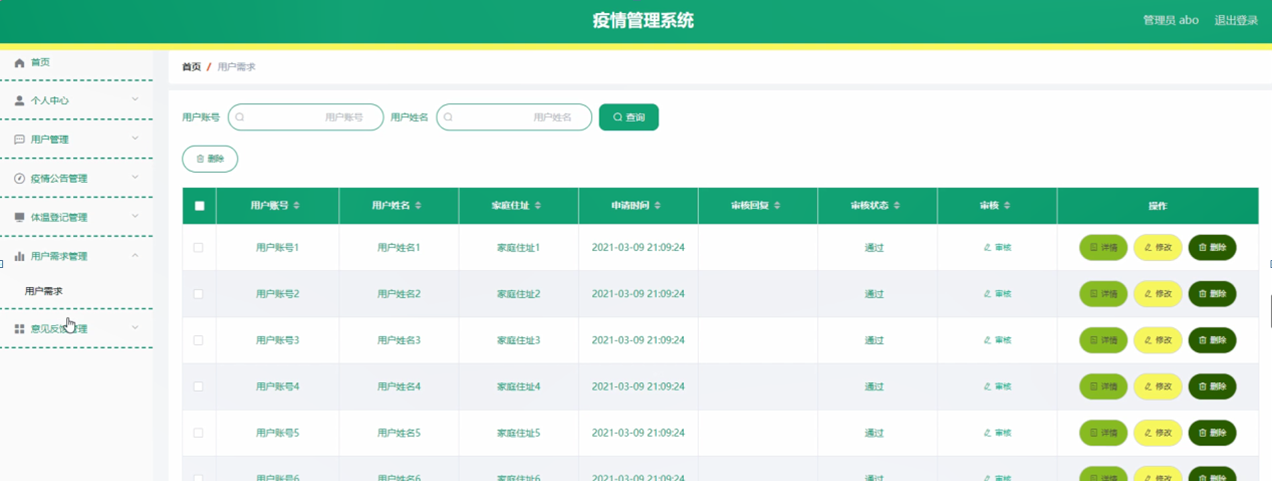 疫情管理系统
管理员 abo 退出登录
首页
个人中心
用户管理
疫情公告管理
体温登记管理
用户需求管理
用户需求
意见反馈管理
首页 / 用户需求
用户账号 用户账号 用户姓名 用户姓名 查询
删除
用户账号 用户姓名 家庭住址 申请时间 审核回复 审核状态 审核 操作
用户账号1 用户姓名1 家庭住址1 2021-03-09 21:09:24 通过 审核 详情 修改 删除
用户账号2 用户姓名2 家庭住址2 2021-03-09 21:09:24 通过 审核 详情 修改 删除
用户账号3 用户姓名3 家庭住址3 2021-03-09 21:09:24 通过 审核 详情 修改 删除
用户账号4 用户姓名4 家庭住址4 2021-03-09 21:09:24 通过 审核 详情 修改 删除
用户账号5 用户姓名5 家庭住址5 2021-03-09 21:09:24 通过 审核 详情 修改 删除
用户账号6 用户姓名6 家庭住址6 2021-03-09 21:09:24 通过 审核 详情 修改 删除